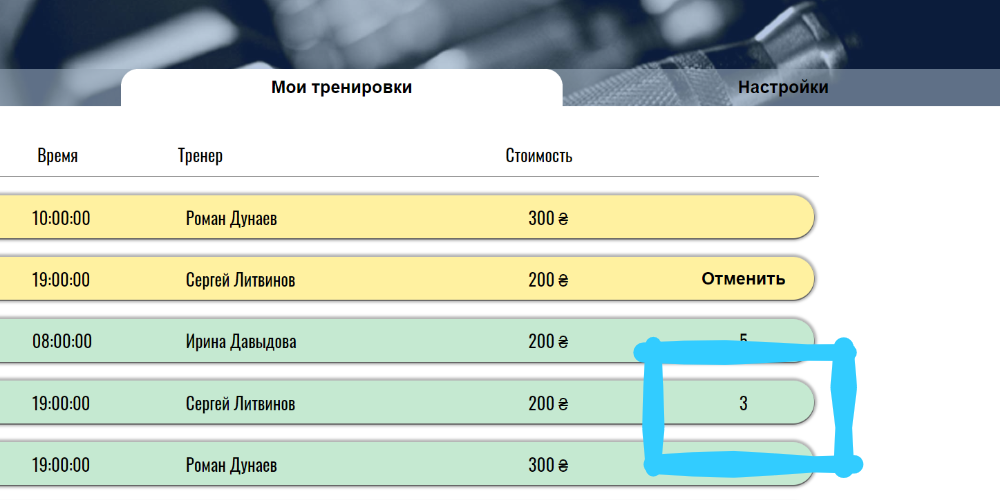 Мои тренировки Настройки
Время Тренер Стоимость
10:00:00 Роман Дунаев 300 ₴
19:00:00 Сергей Литвинов 200 ₴ Отменить
08:00:00 Ирина Давыдова 200 ₴ 5
19:00:00 Сергей Литвинов 200 ₴ 3
19:00:00 Роман Дунаев 300 ₴